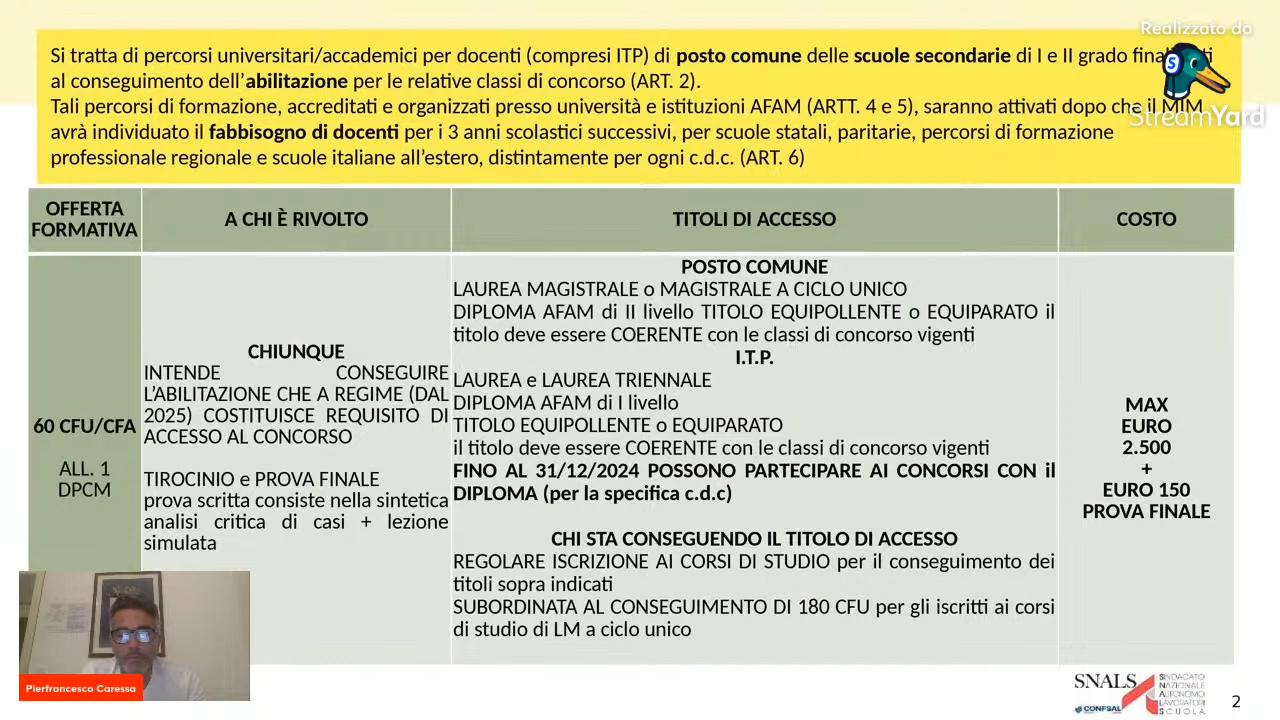 Realizzato da
StreamYard
Si tratta di percorsi universitari/accademici per docenti (compresi ITP) di posto comune delle scuole secondarie di I e II grado
al conseguimento dell'abilitazione per le relative classi di concorso (ART. 2).
Tali percorsi di formazione, accreditati e organizzati presso università e istituzioni AFAM (ARTT. 4 e 5), saranno attivati dopo che il MIM
avrà individuato il fabbisogno di docenti per i 3 anni scolastici successivi, per scuole statali, paritarie, percorsi di formazione
professionale regionale e scuole italiane all'estero, distintamente per ogni c.d.c. (ART. 6)
OFFERTA
FORMATIVA
A CHI È RIVOLTO
TITOLI DI ACCESSO
COSTO
60 CFU/CFA
ALL. 1
DPCM
CHIUNQUE
INTENDE CONSEGUIRE
L'ABILITAZIONE CHE A REGIME (DAL
2025) COSTITUISCE REQUISITO DI
ACCESSO AL CONCORSO
TIROCINIO e PROVA FINALE
prova scritta consiste nella sintetica
analisi critica di casi + lezione
simulata
POSTO COMUNE
LAUREA MAGISTRALE o MAGISTRALE A CICLO UNICO
DIPLOMA AFAM di II livello TITOLO EQUIPOLLENTE o EQUIPARATO il
titolo deve essere COERENTE con le classi di concorso vigenti
I.T.P.
LAUREA e LAUREA TRIENNALE
DIPLOMA AFAM di I livello
TITOLO EQUIPOLLENTE o EQUIPARATO
il titolo deve essere COERENTE con le classi di concorso vigenti
FINO AL 31/12/2024 POSSONO PARTECIPARE AI CONCORSI CON il
DIPLOMA (per la specifica c.d.c)
CHI STA CONSEGUENDO IL TITOLO DI ACCESSO
REGOLARE ISCRIZIONE AI CORSI DI STUDIO per il conseguimento dei
titoli sopra indicati
SUBORDINATA AL CONSEGUIMENTO DI 180 CFU per gli iscritti ai corsi
di studio di LM a ciclo unico
MAX
EURO
2.500
+
EURO 150
PROVA FINALE
Pierfrancesco Caressa
SNALS
CONFSAL
SINDACATO
NAZIONALE
AUTONOMO
LAVORATORI
SCUOLA
2